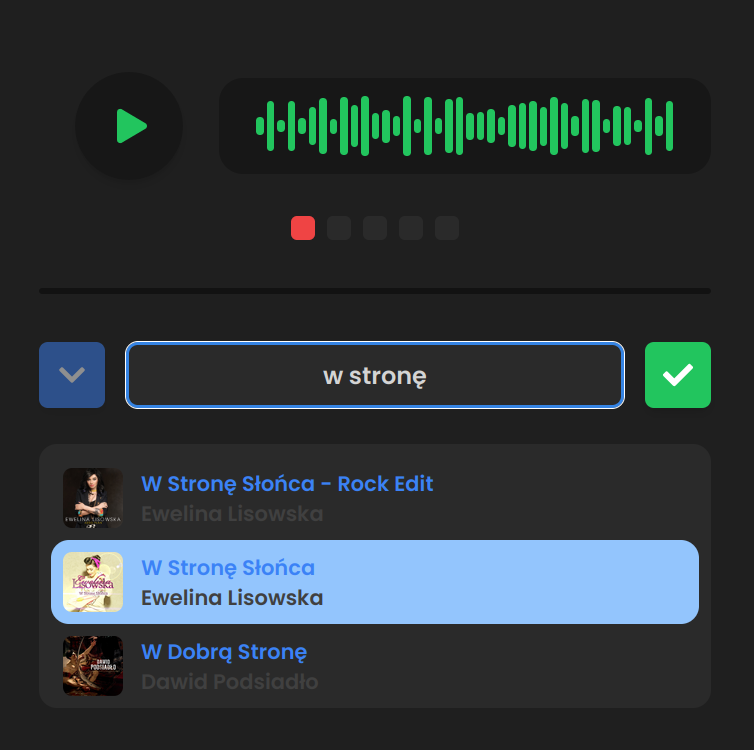 w stronę
W Stronę Słońca - Rock Edit
Ewelina Lisowska
EWELINA LISOWSKA
W Stronę Słońca
Ewelina Lisowska
Lisowska
W Dobrą Stronę
Dawid Podsiadło
DAWID
PODSIADŁO